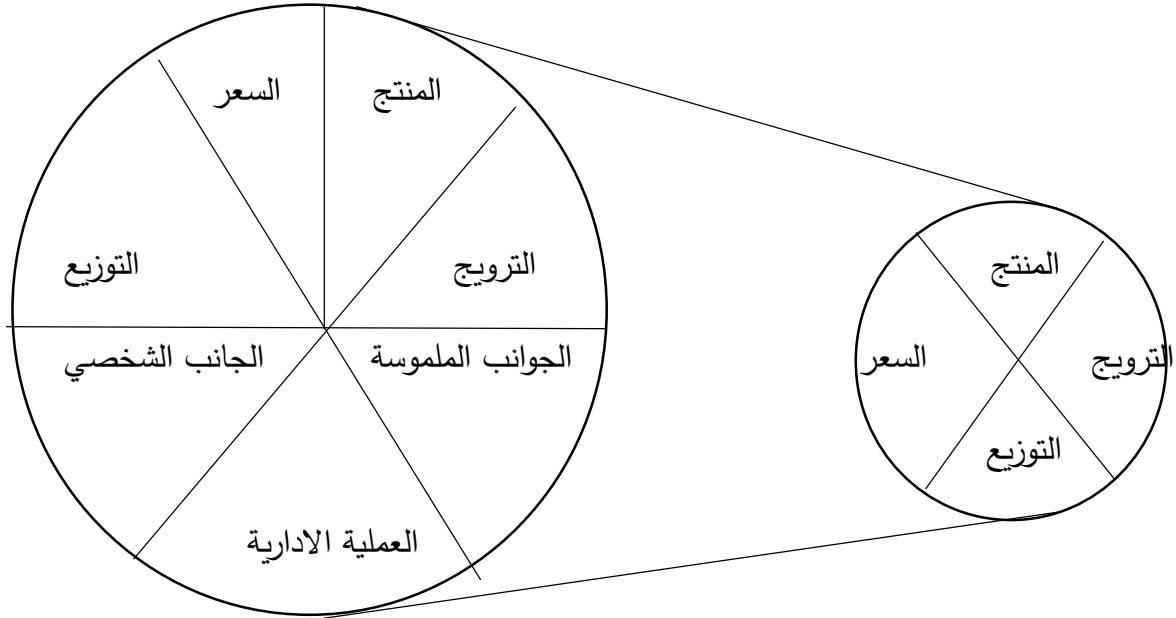 المنتج
السعر
الترويج
التوزيع
الجوانب الملموسة
الجانب الشخصي
العملية الادارية
المنتج
الترويج
السعر
التوزيع